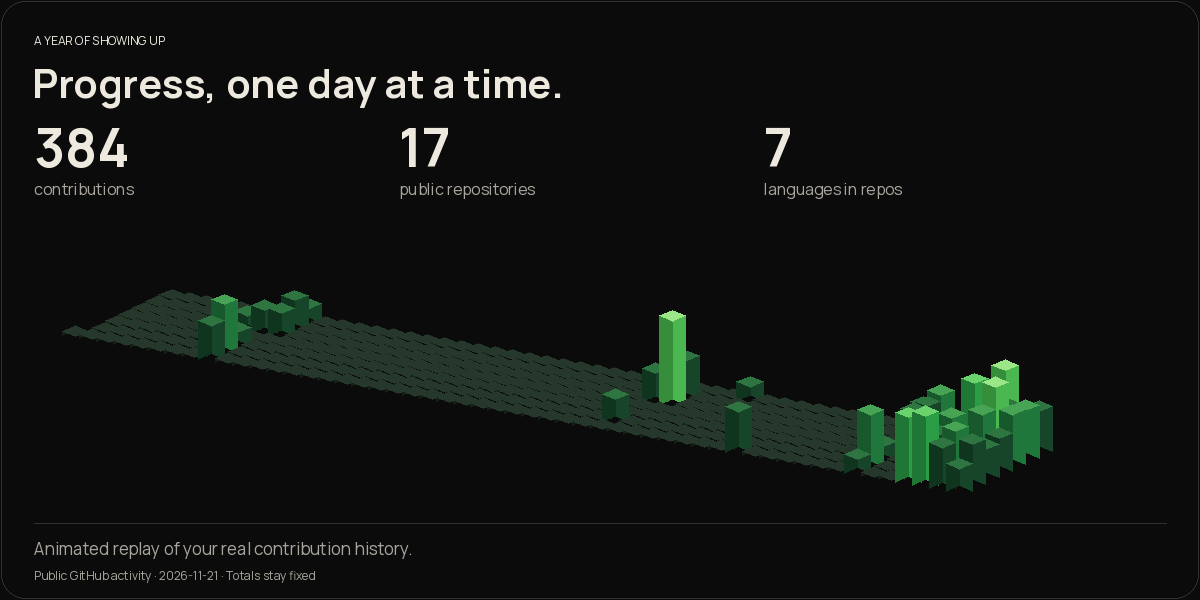 A YEAR OF SHOWING UP
Progress, one day at a time.
384
contributions
17
public repositories
7
languages in repos
Animated replay of your real contribution history.
Public GitHub activity · 2026-11-21 · Totals stay fixed